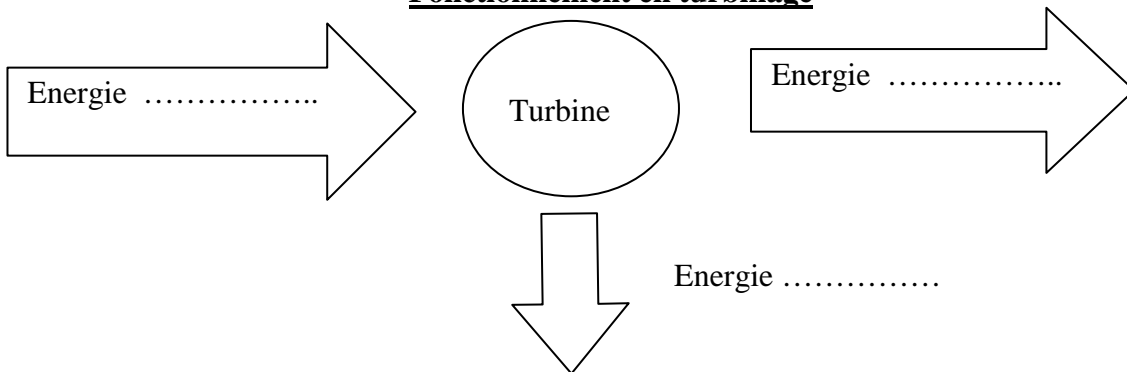 Fonctionnement en turbinage
Energie ……………..
Turbine
Energie ……………..
Energie ……………